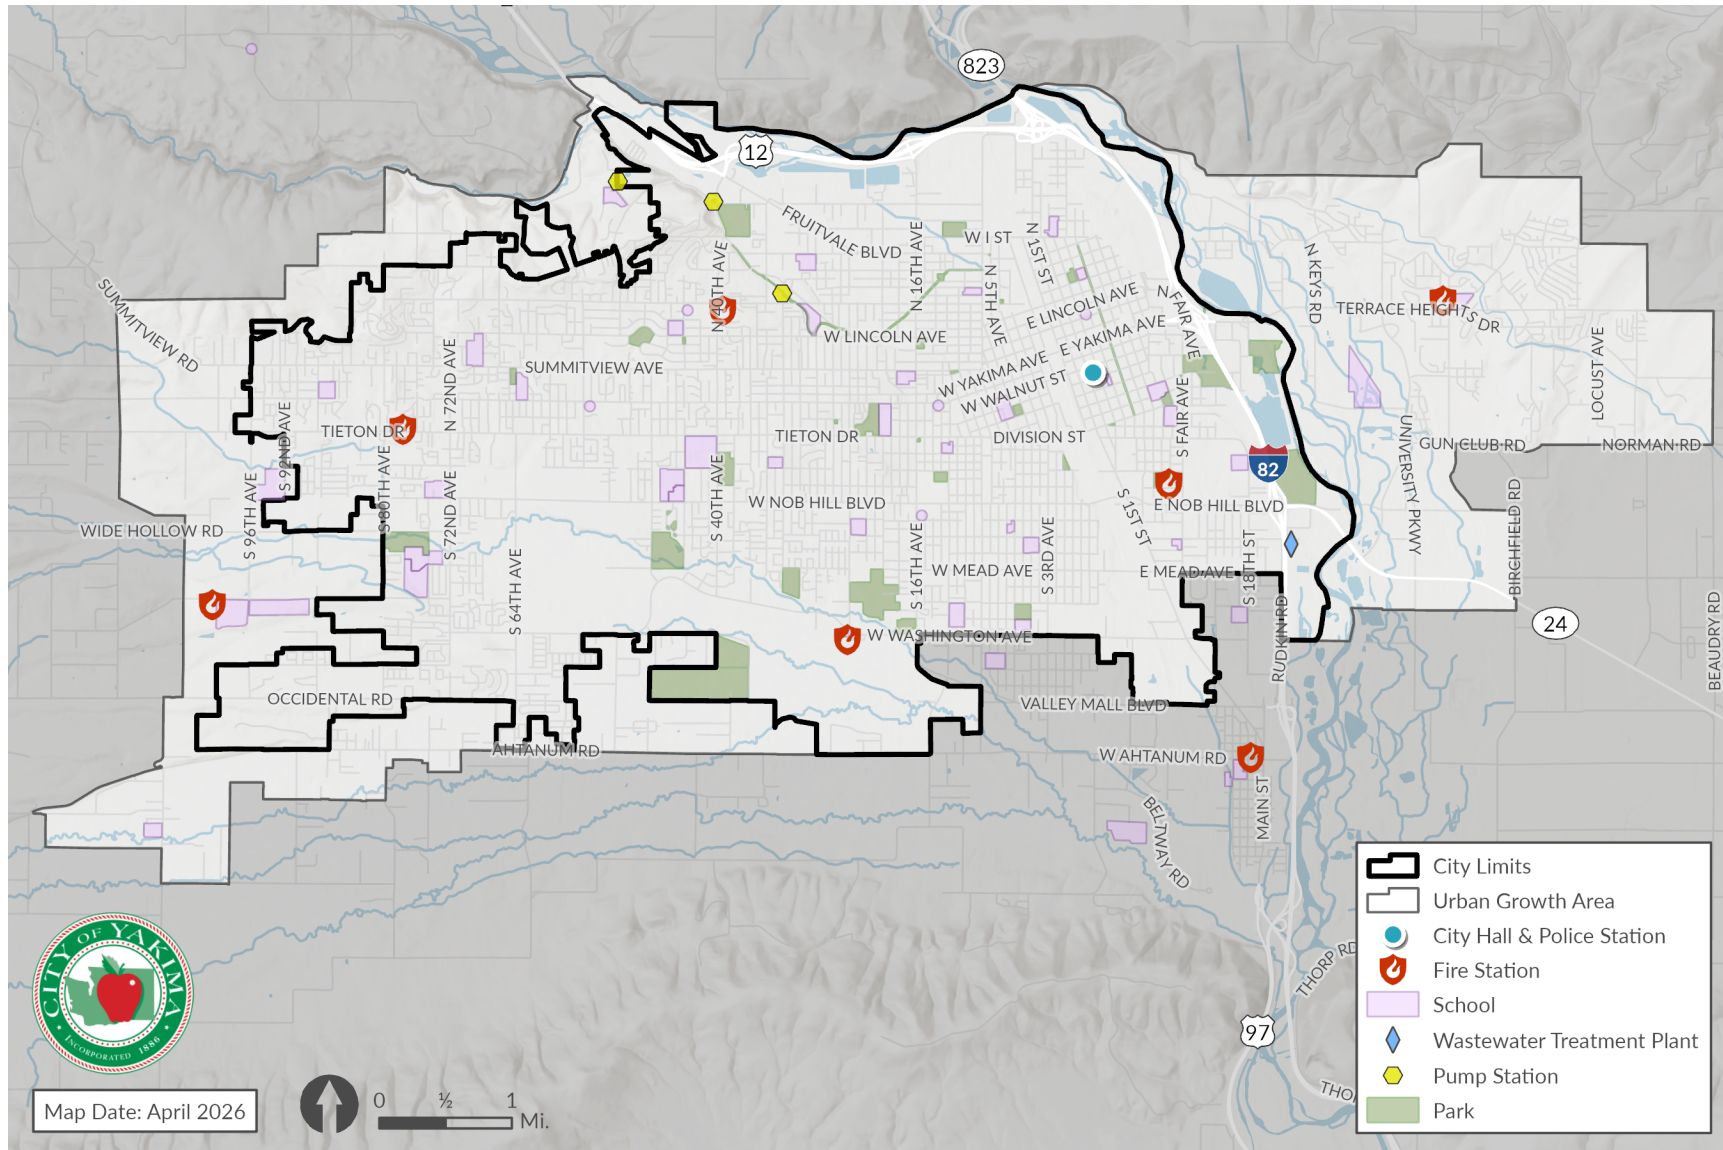 823
12
FRUITVALE BLVD
W I ST
N 1ST ST
N 16TH AVE
N 5TH AVE
N 40TH AVE
N KEYS RD
SUMMITVIEW RD
E LINCOLN AVE
N FAIR AVE
TERRACE HEIGHTS DR
W LINCOLN AVE
E YAKIMA AVE
W YAKIMA AVE
W WALNUT ST
SUMMITVIEW AVE
N 72ND AVE
LOCUST AVE
S 92ND AVE
TIETON DR
TIETON DR
DIVISION ST
S FAIR AVE
UNIVERSITY PKWY
GUN CLUB RD
NORMAN RD
82
S 96TH AVE
S 80TH AVE
S 72ND AVE
S 40TH AVE
W NOB HILL BLVD
E NOB HILL BLVD
S 1ST ST
WIDE HOLLOW RD
S 64TH AVE
S 16TH AVE
S 3RD AVE
W MEAD AVE
E MEAD AVE
S 18TH ST
BIRCHFIELD RD
24
BEAUDRY RD
W WASHINGTON AVE
RUDKIN RD
OCCIDENTAL RD
VALLEY MALL BLVD
AHTANUM RD
W AHTANUM RD
MAIN ST
BELTWAY RD
THORP RD
97
THO
City Limits
Urban Growth Area
City Hall & Police Station
Fire Station
School
Wastewater Treatment Plant
Pump Station
Park
CITY OF YAKIMA
INCORPORATED 1886
Map Date: April 2026
0 ½ 1
Mi.